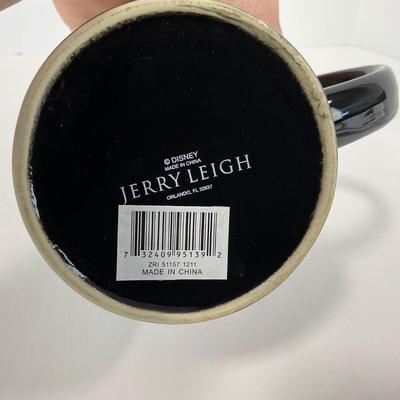 © DISNEY
MADE IN CHINA
JERRY LEIGH
ORLANDO, FL 32837
7 32409 95139 2
ZRI 51157 1211
MADE IN CHINA